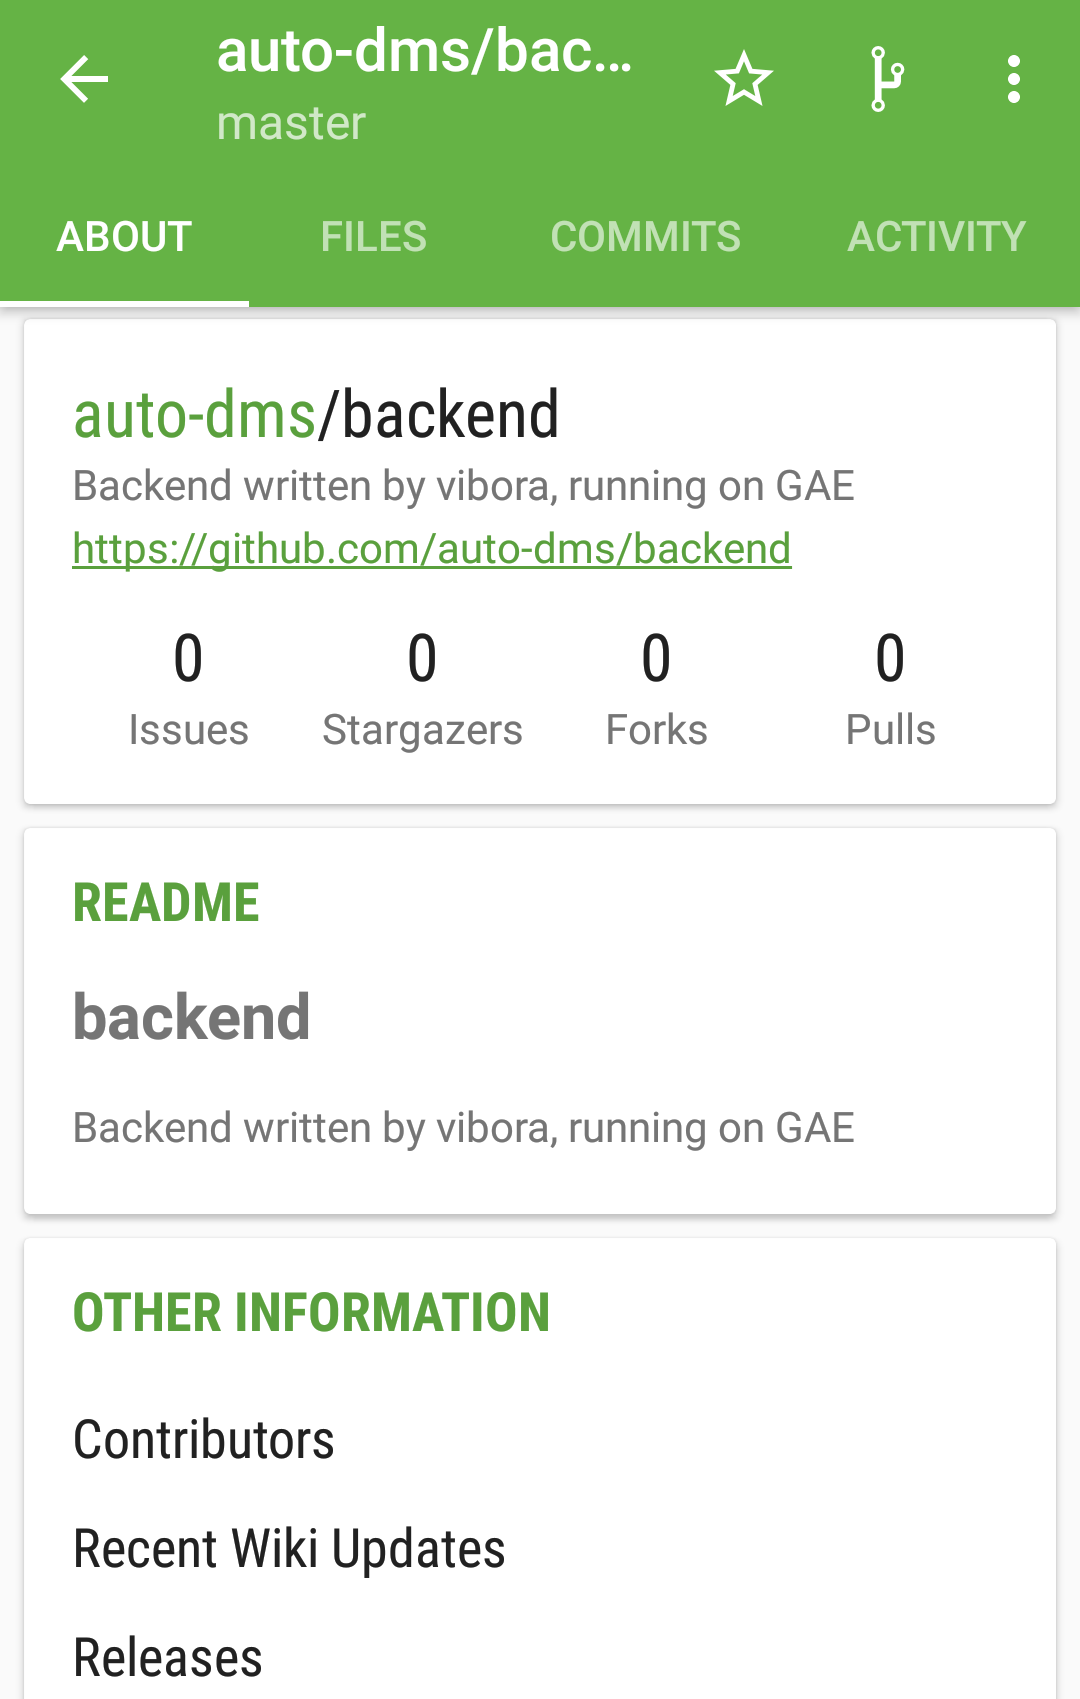 auto-dms/bac...
master
ABOUT FILES COMMITS ACTIVITY
auto-dms/backend
Backend written by vibora, running on GAE
https://github.com/auto-dms/backend
0 0 0 0
Issues Stargazers Forks Pulls
README
backend
Backend written by vibora, running on GAE
OTHER INFORMATION
Contributors
Recent Wiki Updates
Releases